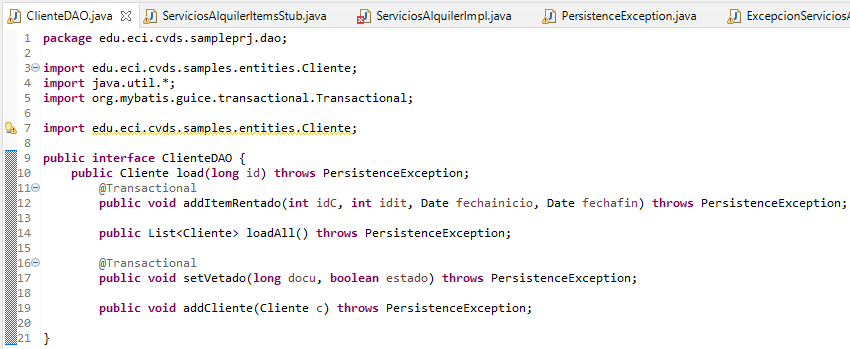 ClienteDAO.java ServiciosAlquilerItemsStub.java ServiciosAlquilerImpl.java PersistenceException.java ExcepcionServiciosA
1 package edu.eci.cvds.sampleprj.dao;
2
3 import edu.eci.cvds.samples.entities.Cliente;
4 import java.util.*;
5 import org.mybatis.guice.transactional.Transactional;
6
7 import edu.eci.cvds.samples.entities.Cliente;
8
9 public interface ClienteDAO {
10 public Cliente load(long id) throws PersistenceException;
11 @Transactional
12 public void addItemRentado(int idC, int idit, Date fechainicio, Date fechafin) throws PersistenceException;
13
14 public List<Cliente> loadAll() throws PersistenceException;
15
16 @Transactional
17 public void setVetado(long docu, boolean estado) throws PersistenceException;
18
19 public void addCliente(Cliente c) throws PersistenceException;
20
21 }